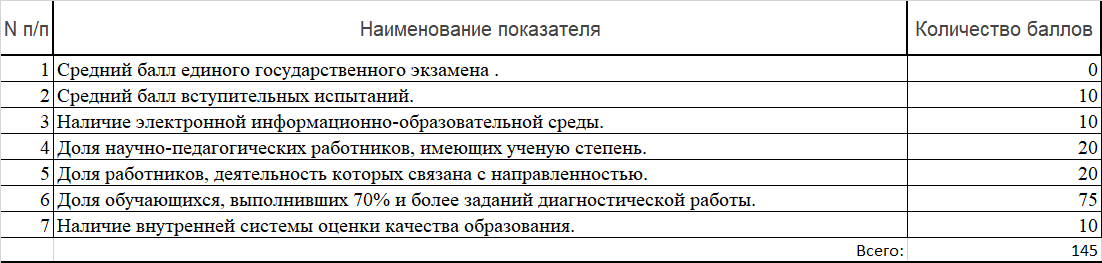 N п/п Наименование показателя Количество баллов
1 Средний балл единого государственного экзамена . 0
2 Средний балл вступительных испытаний. 10
3 Наличие электронной информационно-образовательной среды. 10
4 Доля научно-педагогических работников, имеющих ученую степень. 20
5 Доля работников, деятельность которых связана с направленностью. 20
6 Доля обучающихся, выполнивших 70% и более заданий диагностической работы. 75
7 Наличие внутренней системы оценки качества образования. 10
Всего: 145